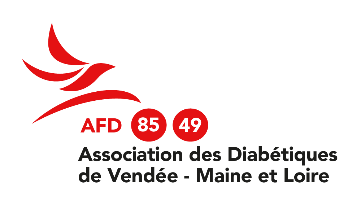 AFD 85 49
Association des Diabétiques
de Vendée - Maine et Loire